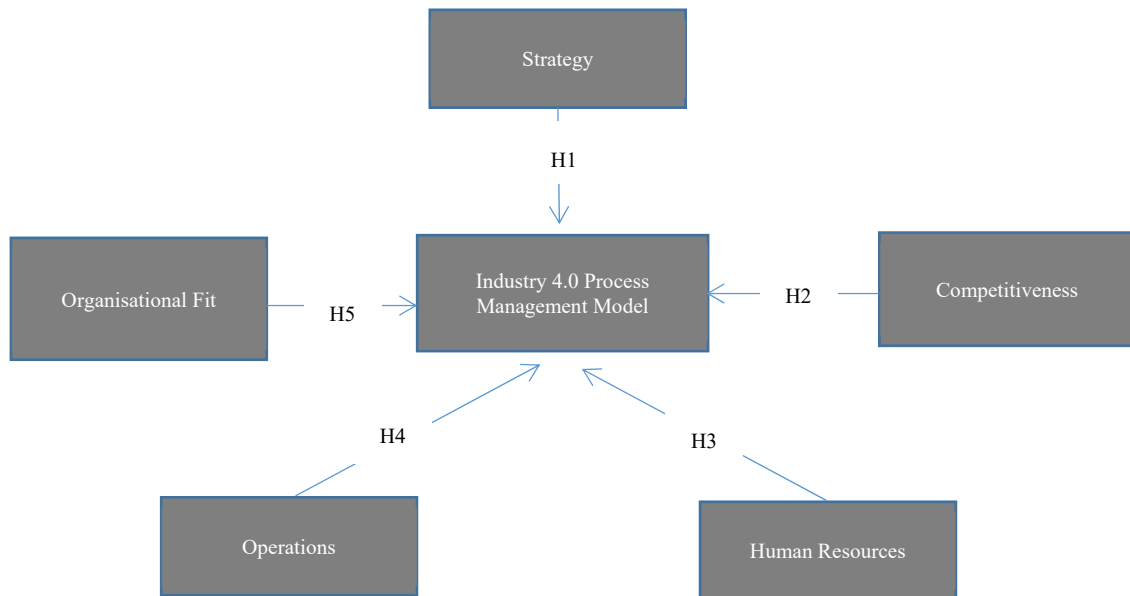 Strategy
H1
Organisational Fit
H5
Industry 4.0 Process
Management Model
H2
Competitiveness
H4
H3
Operations
Human Resources